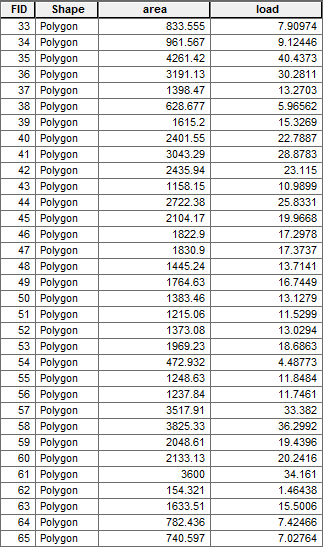 FID Shape area load
33 Polygon 833.555 7.90974
34 Polygon 961.567 9.12446
35 Polygon 4261.42 40.4373
36 Polygon 3191.13 30.2811
37 Polygon 1398.47 13.2703
38 Polygon 628.677 5.96562
39 Polygon 1615.2 15.3269
40 Polygon 2401.55 22.7887
41 Polygon 3043.29 28.8783
42 Polygon 2435.94 23.115
43 Polygon 1158.15 10.9899
44 Polygon 2722.38 25.8331
45 Polygon 2104.17 19.9668
46 Polygon 1822.9 17.2978
47 Polygon 1830.9 17.3737
48 Polygon 1445.24 13.7141
49 Polygon 1764.63 16.7449
50 Polygon 1383.46 13.1279
51 Polygon 1215.06 11.5299
52 Polygon 1373.08 13.0294
53 Polygon 1969.23 18.6863
54 Polygon 472.932 4.48773
55 Polygon 1248.63 11.8484
56 Polygon 1237.84 11.7461
57 Polygon 3517.91 33.382
58 Polygon 3825.33 36.2992
59 Polygon 2048.61 19.4396
60 Polygon 2133.13 20.2416
61 Polygon 3600 34.161
62 Polygon 154.321 1.46438
63 Polygon 1633.51 15.5006
64 Polygon 782.436 7.42466
65 Polygon 740.597 7.02764